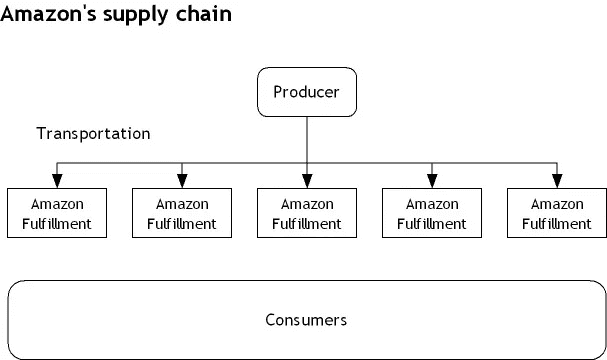 Amazon's supply chain
Producer
Transportation
Amazon
Fulfillment
Amazon
Fulfillment
Amazon
Fulfillment
Amazon
Fulfillment
Amazon
Fulfillment
Consumers